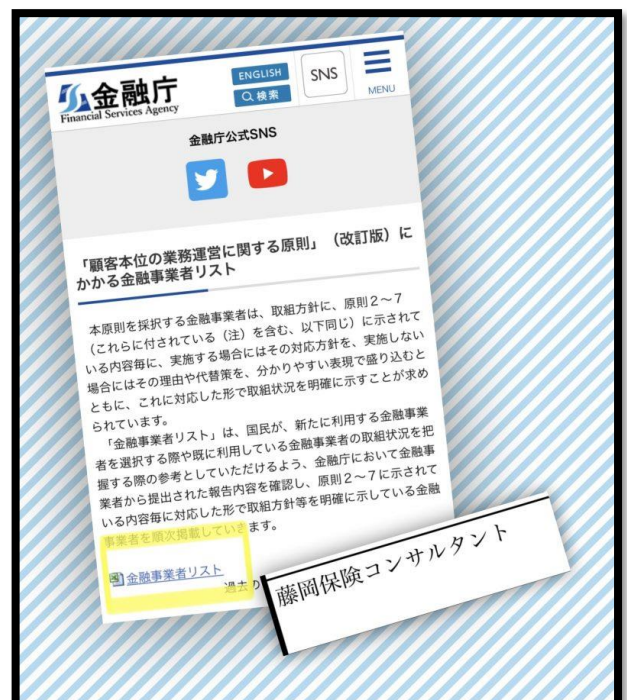 金融庁
Financial Services Agency
ENGLISH
検索
SNS
MENU
金融庁公式SNS
「顧客本位の業務運営に関する原則」（改訂版）に
かかる金融事業者リスト
本原則を採択する金融事業者は、取組方針に、原則２～７
（これらに付されている（注）を含む、以下同じ）に示されて
いる内容毎に、実施する場合にはその対応方針を、実施しない
場合にはその理由や代替策を、分かりやすい表現で盛り込むと
ともに、これに対応した形で取組状況を明確に示すことが求め
られています。
「金融事業者リスト」は、国民が、新たに利用する金融事業
者を選択する際や既に利用している金融事業者の取組状況を把
握する際の参考としていただけるよう、金融庁において金融事
業者から提出された報告内容を確認し、原則２～７に示されて
いる内容毎に対応した形で取組方針等を明確に示している金融
事業者を順次掲載していきます。
金融事業者リスト
過去の
藤岡保険コンサルタント